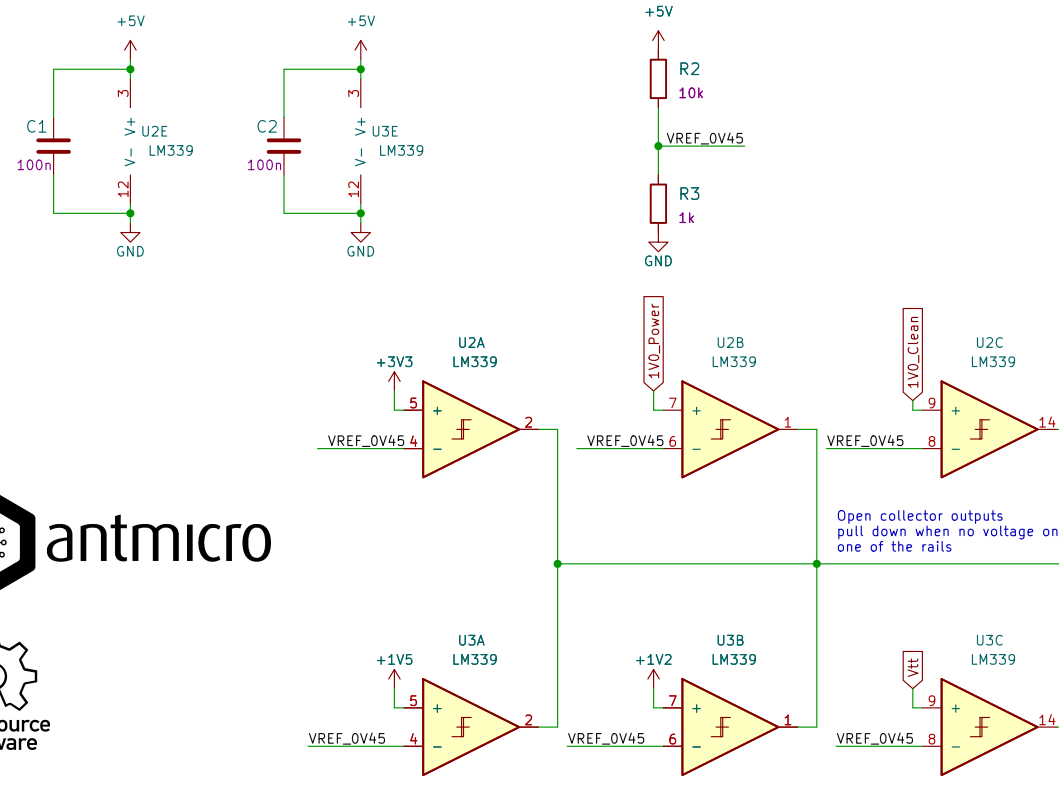 +5V
3
V+
V-
12
C1
100n
U2E
LM339
GND
+5V
3
V+
V-
12
C2
100n
U3E
LM339
GND
+5V
R2
10k
VREF_0V45
R3
1k
GND
U2A
LM339
+3V3
5
+
2
VREF_0V45
4
-
1V0_Power
U2B
LM339
7
+
1
VREF_0V45
6
-
1V0_Clean
U2C
LM339
9
+
14
VREF_0V45
8
-
antmicro
Open collector outputs
pull down when no voltage on
one of the rails
U3A
LM339
+1V5
5
+
2
VREF_0V45
4
-
U3B
LM339
+1V2
7
+
1
VREF_0V45
6
-
Vtt
U3C
LM339
9
+
14
VREF_0V45
8
-
ource
ware